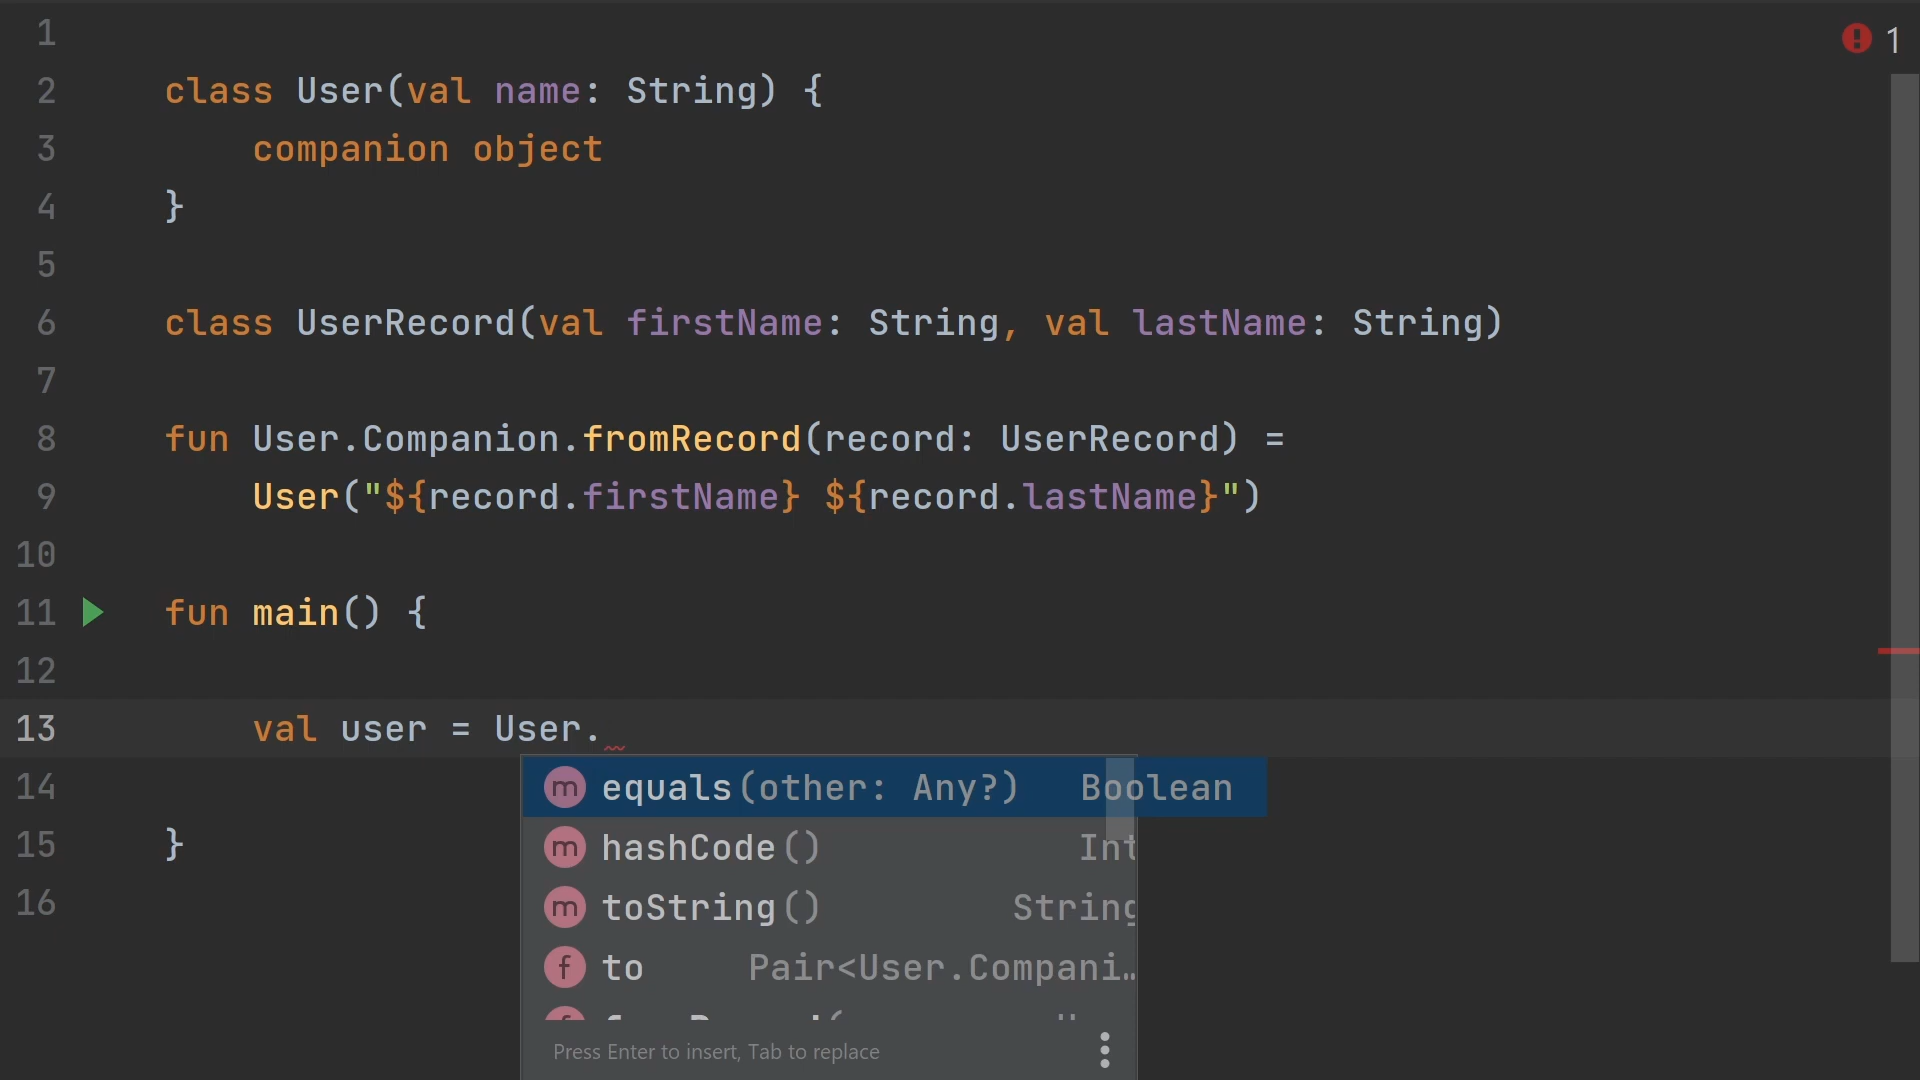 1
1
2 class User(val name: String) {
3 companion object
4 }
5
6 class UserRecord(val firstName: String, val lastName: String)
7
8 fun User.Companion.fromRecord(record: UserRecord) =
9 User("${record.firstName} ${record.lastName}")
10
11 fun main() {
12
13 val user = User.
m equals(other: Any?) Boolean
14
m hashCode() Int
15 }
16
m toString() String
f to Pair<User.Compani…
Press Enter to insert, Tab to replace